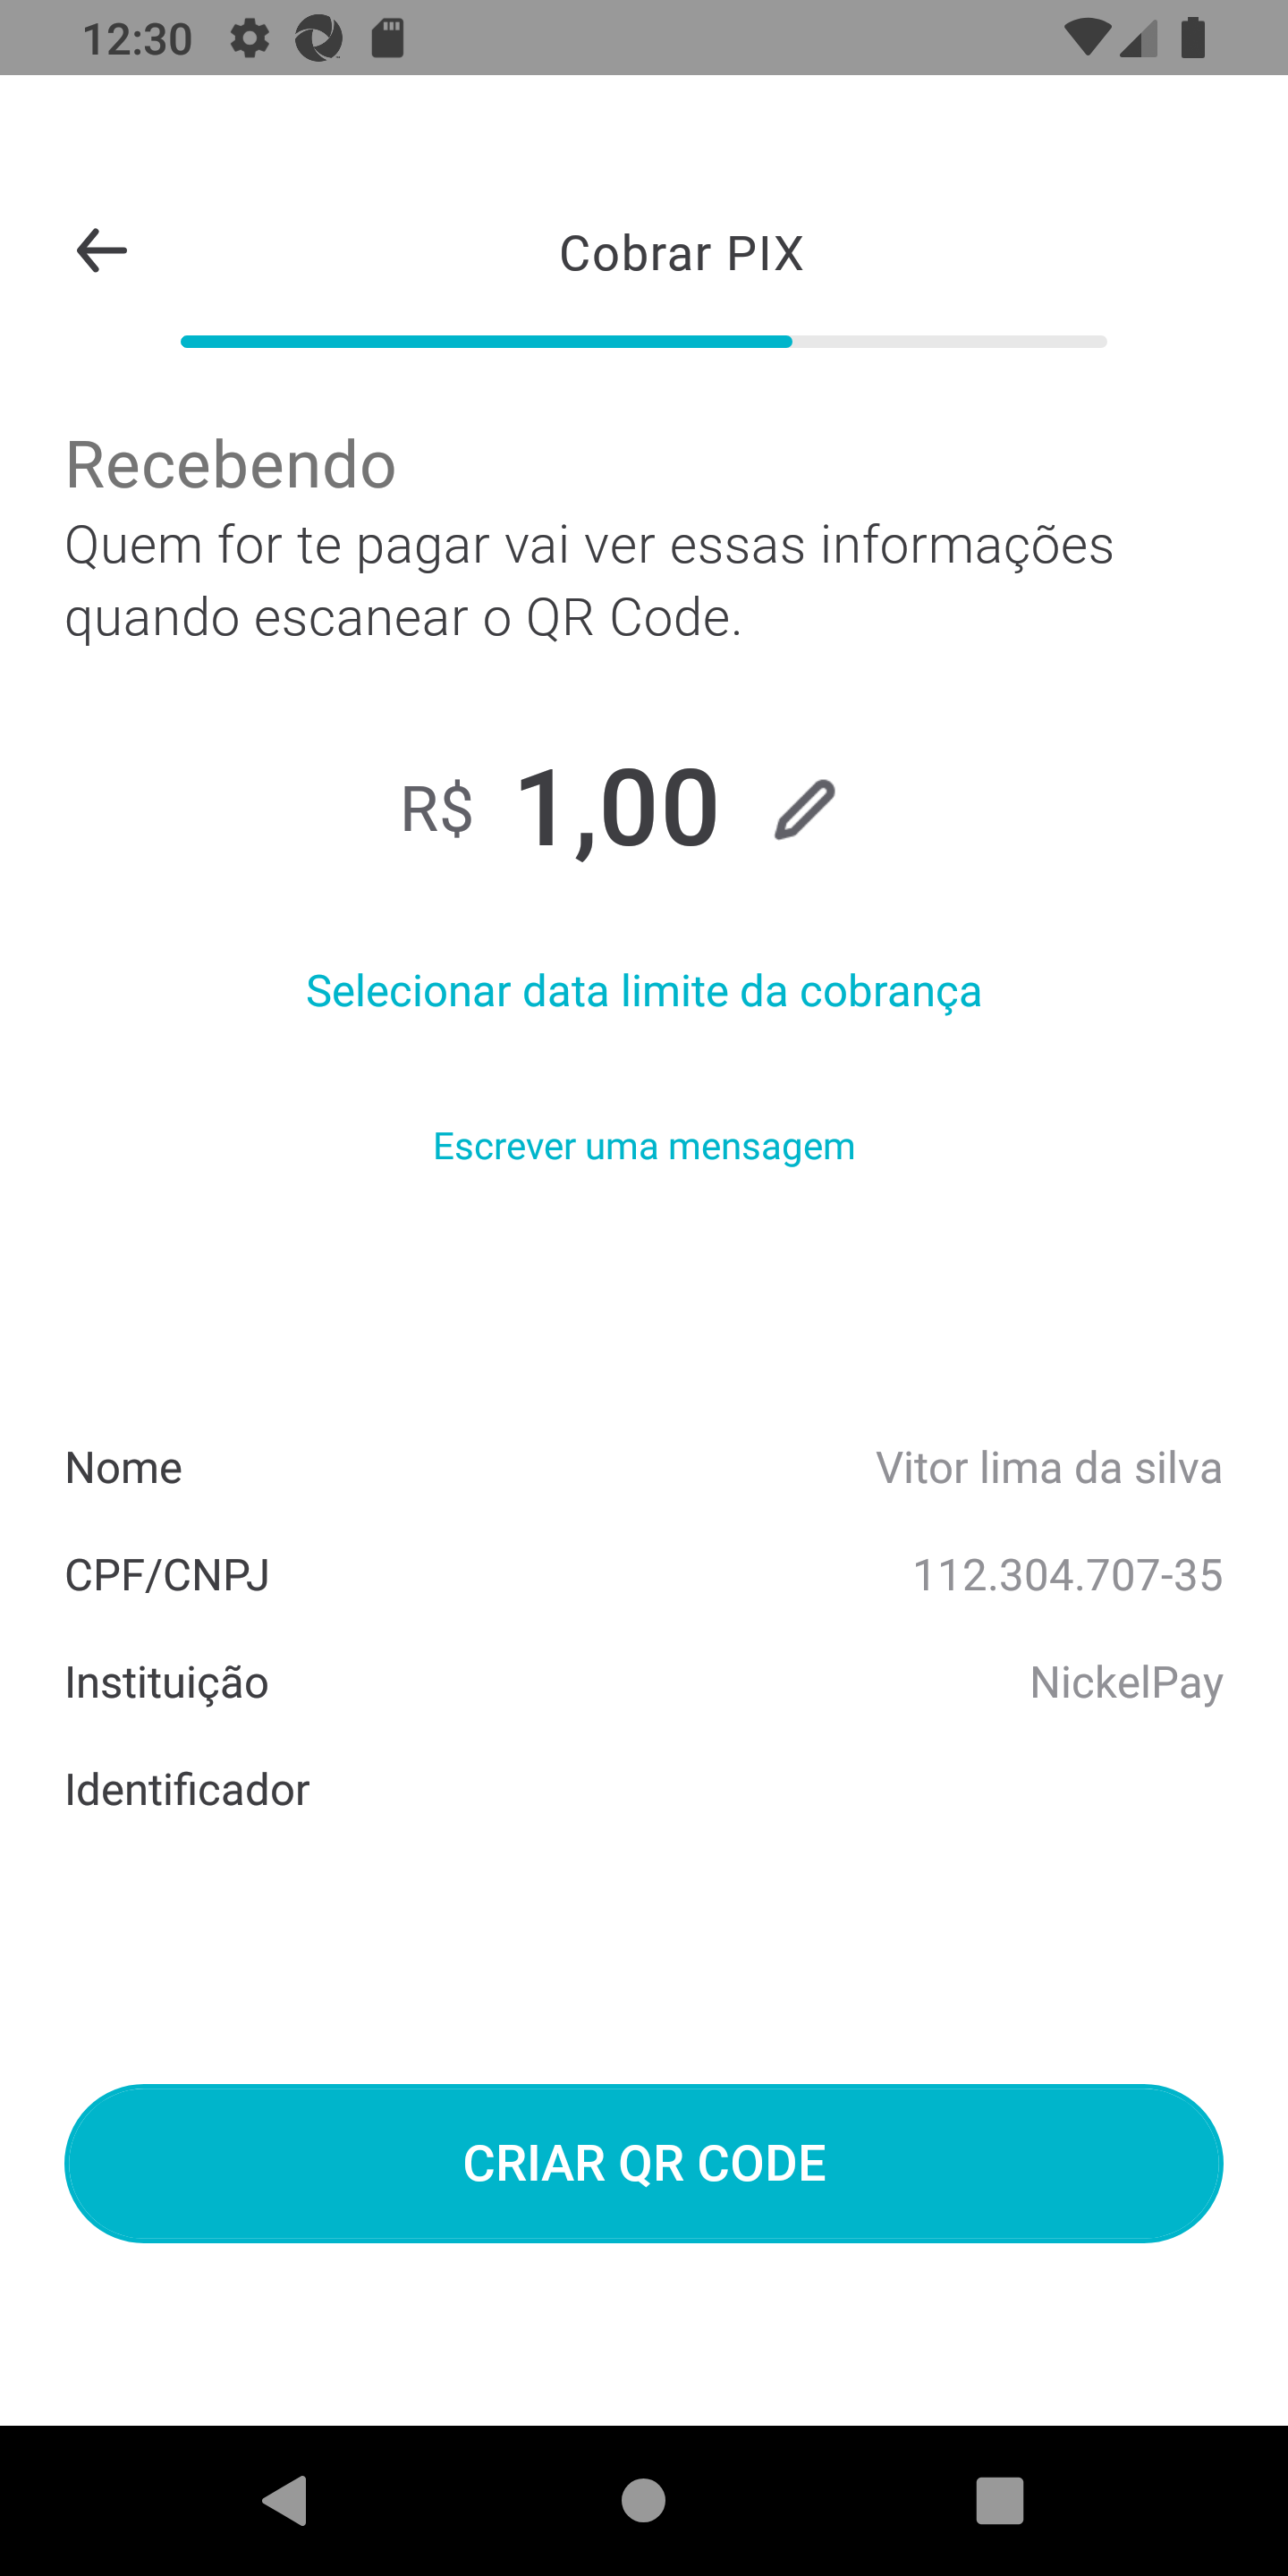 12:30
Cobrar PIX
Recebendo
Quem for te pagar vai ver essas informações
quando escanear o QR Code.
R$ 1,00
Selecionar data limite da cobrança
Escrever uma mensagem
Nome Vitor lima da silva
CPF/CNPJ 112.304.707-35
Instituição NickelPay
Identificador
CRIAR QR CODE